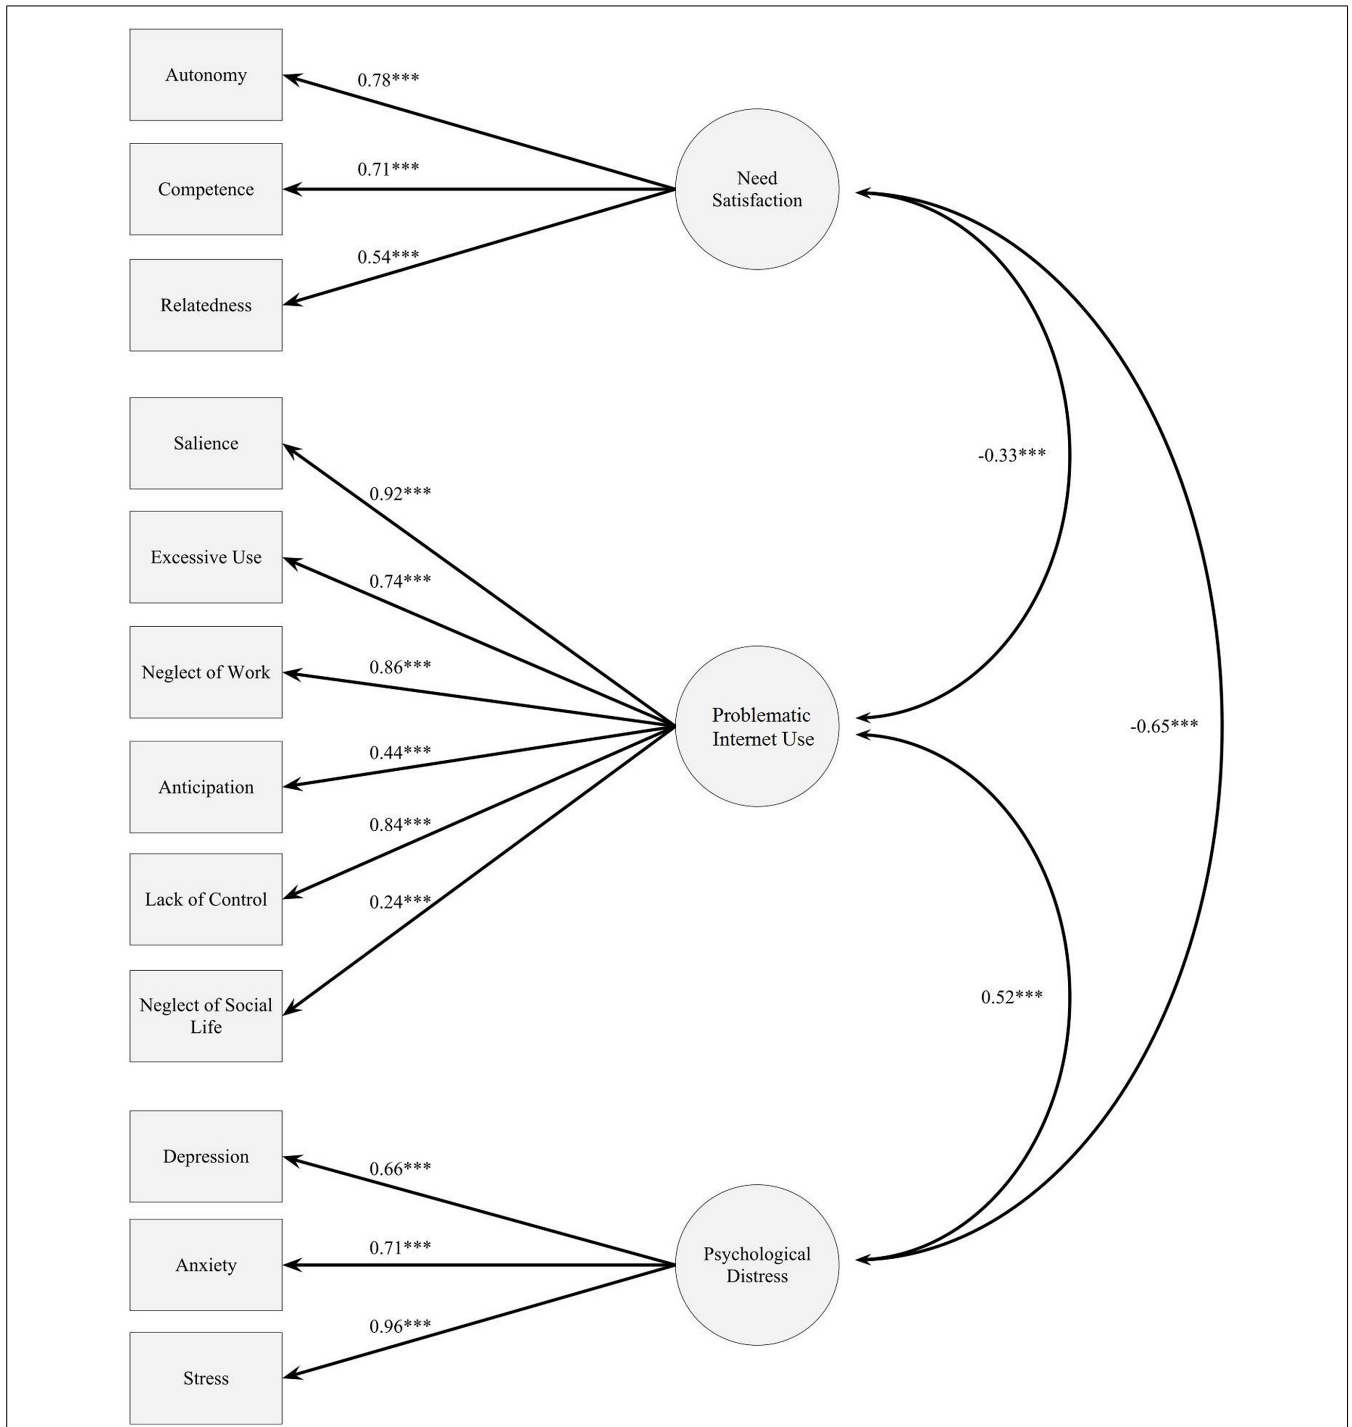 Autonomy
0.78***
Competence
0.71***
Need
Satisfaction
0.54***
Relatedness
Salience
-0.33***
0.92***
Excessive Use
0.74***
Neglect of Work
0.86***
Problematic
Internet Use
-0.65***
0.44***
Anticipation
0.84***
Lack of Control
0.24***
Neglect of Social
Life
0.52***
Depression
0.66***
Anxiety
0.71***
Psychological
Distress
0.96***
Stress